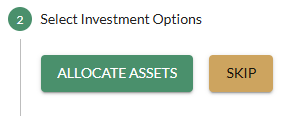 2 Select Investment Options
ALLOCATE ASSETS SKIP